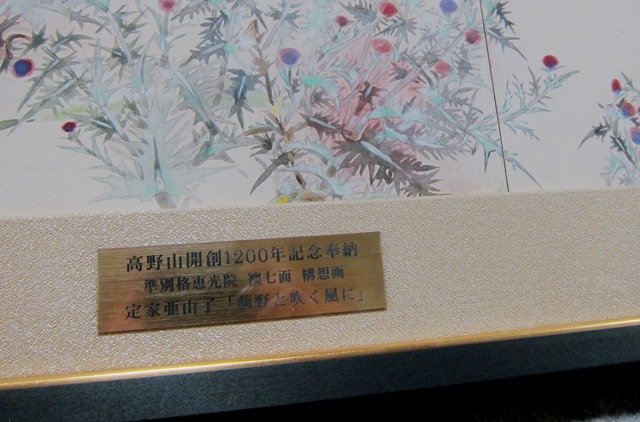 高野山開創1200年記念奉納
準別格恵光院 襖七面 構想画
定家亜由子「薊野と吹く風に」